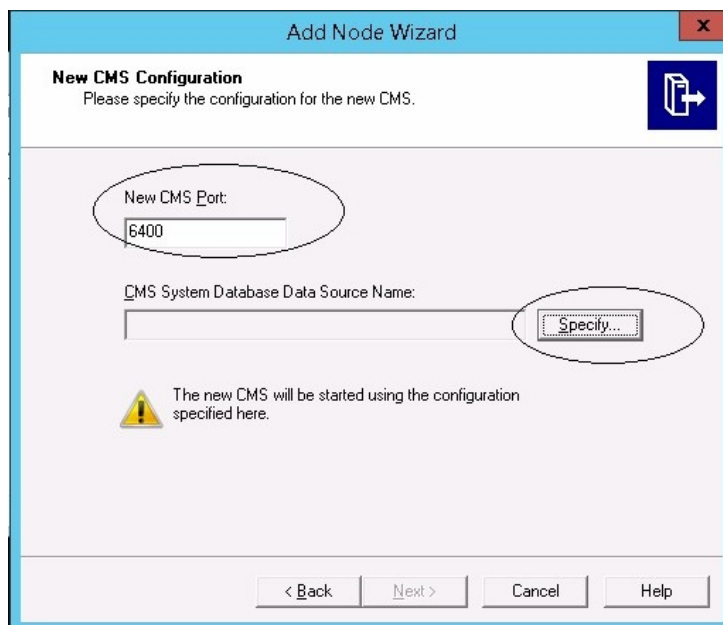 Add Node Wizard
x
New CMS Configuration
Please specify the configuration for the new CMS.
New CMS Port:
6400
CMS System Database Data Source Name:
Specify...
The new CMS will be started using the configuration
specified here.
< Back
Next >
Cancel
Help